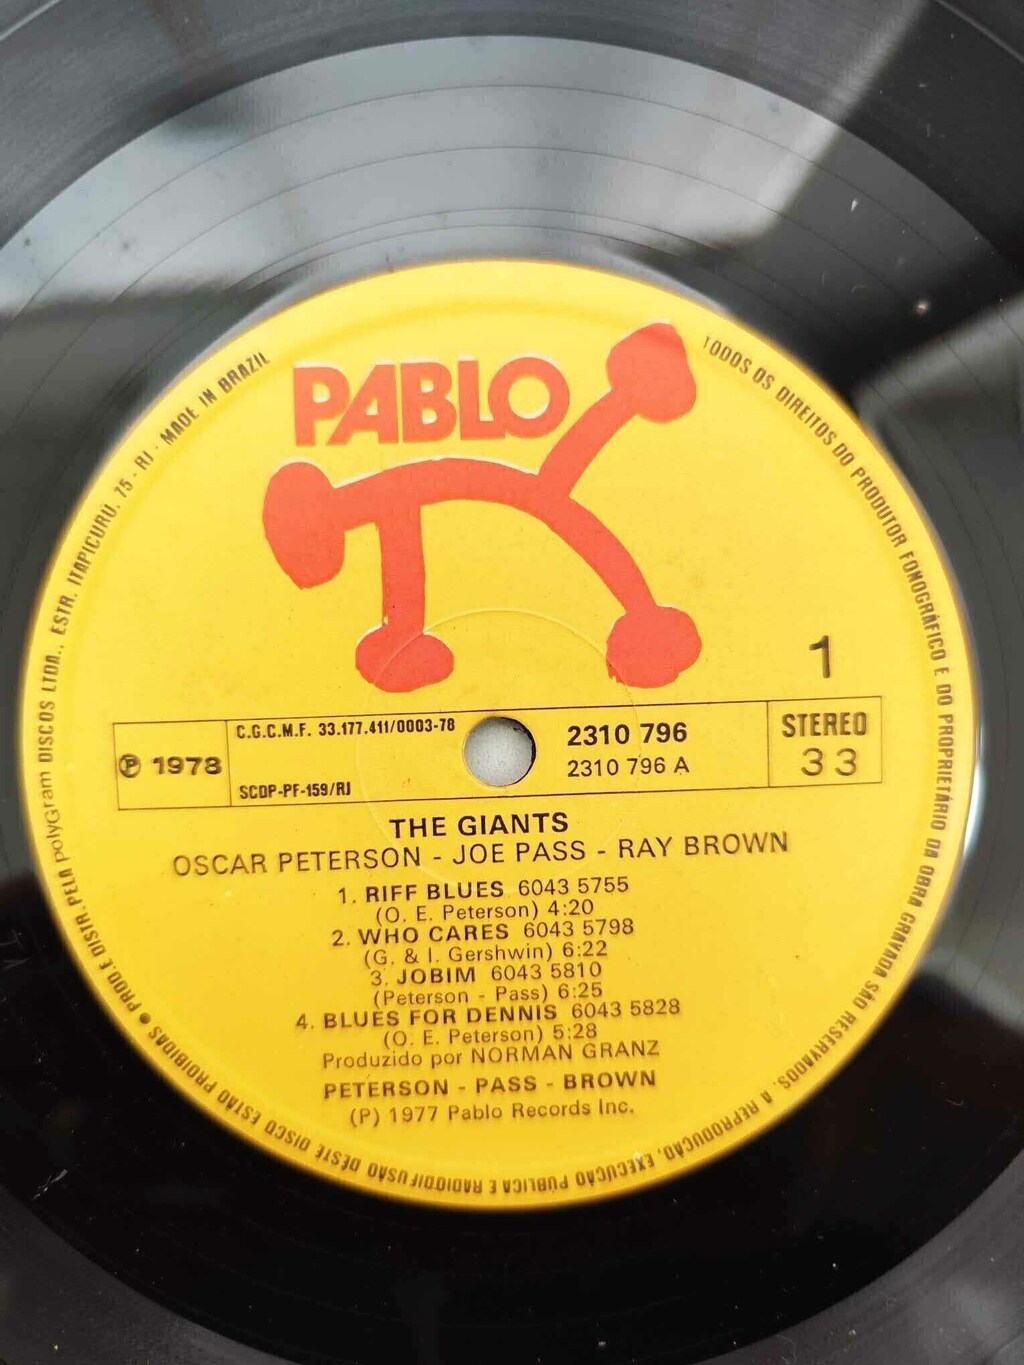 PABLO
1
℗ 1978
C.G.C.M.F. 33.177.411/0003-78
SCDP-PF-159/RJ
2310 796
2310 796 A
STEREO
33
THE GIANTS
OSCAR PETERSON - JOE PASS - RAY BROWN
1. RIFF BLUES 6043 5755
(O. E. Peterson) 4:20
2. WHO CARES 6043 5798
(G. & I. Gershwin) 6:22
3. JOBIM 6043 5810
(Peterson - Pass) 6:25
4. BLUES FOR DENNIS 6043 5828
(O. E. Peterson) 5:28
Produzido por NORMAN GRANZ
PETERSON - PASS - BROWN
(P) 1977 Pablo Records Inc.
TODOS OS DIREITOS DO PRODUTOR FONOGRÁFICO E DO PROPRIETÁRIO DA OBRA GRAVADA SÃO RESERVADOS. A REPRODUÇÃO, EXECUÇÃO PÚBLICA E RADIODIFUSÃO DESTE DISCO ESTÃO PROIBIDAS ● PROD. E DISTR. PELA PolyGram DISCOS LTDA., ESTR. ITAPICURU, 75 - RJ - MADE IN BRAZIL